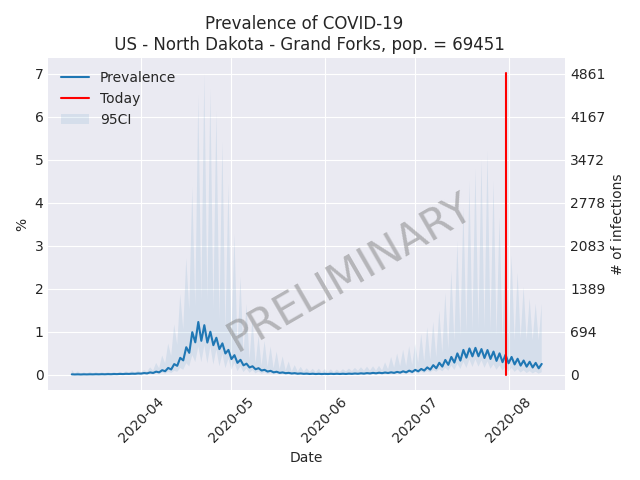 Prevalence of COVID-19
US - North Dakota - Grand Forks, pop. = 69451
Prevalence
Today
95CI
7
6
5
4
3
2
1
0
%
4861
4167
3472
2778
2083
1389
694
0
# of infections
PRELIMINARY
2020-04
2020-05
2020-06
2020-07
2020-08
Date